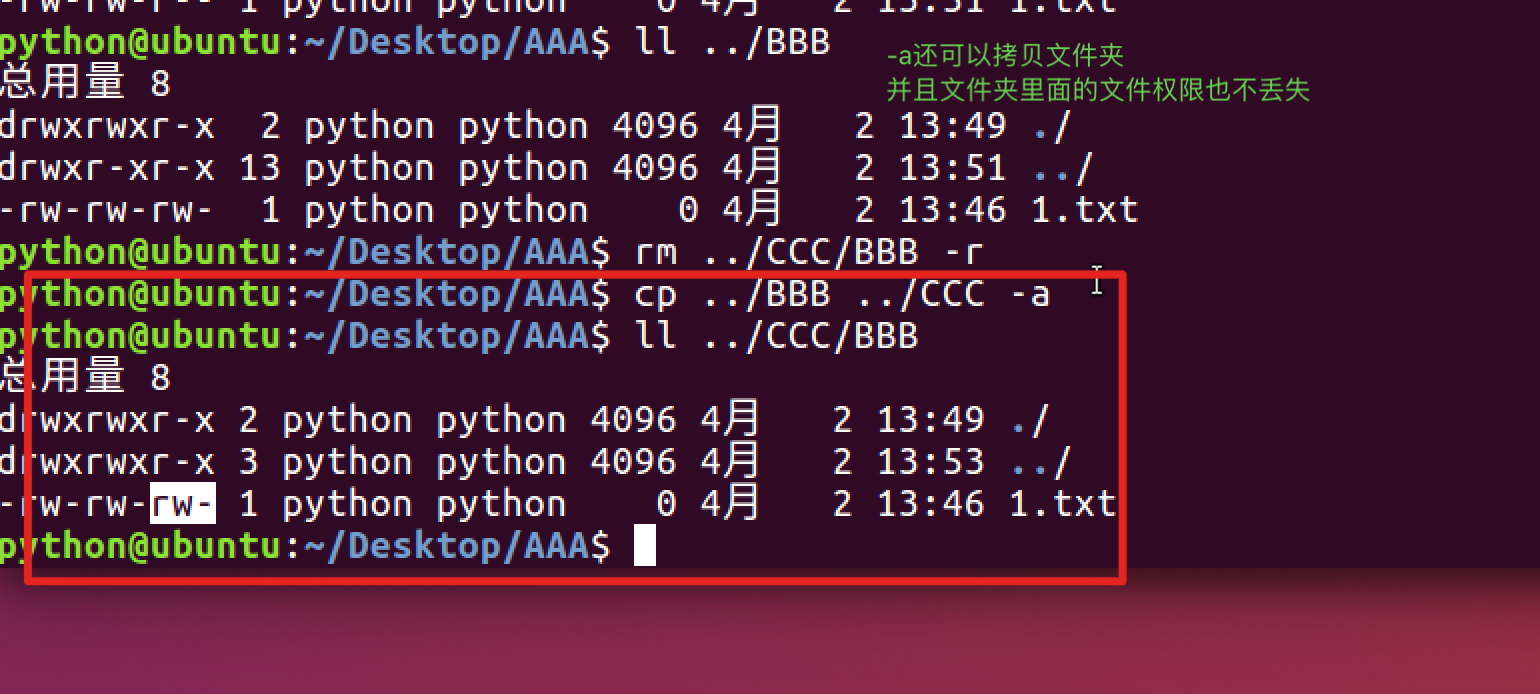 -rw-rw-r-- 1 python python    0 4月   2 13:51 1.txt
python@ubuntu:~/Desktop/AAA$ ll ../BBB
-a还可以拷贝文件夹
总用量 8
并且文件夹里面的文件权限也不丢失
drwxrwxr-x  2 python python 4096 4月   2 13:49 ./
drwxr-xr-x 13 python python 4096 4月   2 13:51 ../
-rw-rw-rw-  1 python python    0 4月   2 13:46 1.txt
python@ubuntu:~/Desktop/AAA$ rm ../CCC/BBB -r
python@ubuntu:~/Desktop/AAA$ cp ../BBB ../CCC -a
python@ubuntu:~/Desktop/AAA$ ll ../CCC/BBB
总用量 8
drwxrwxr-x 2 python python 4096 4月   2 13:49 ./
drwxrwxr-x 3 python python 4096 4月   2 13:53 ../
-rw-rw-rw- 1 python python    0 4月   2 13:46 1.txt
python@ubuntu:~/Desktop/AAA$